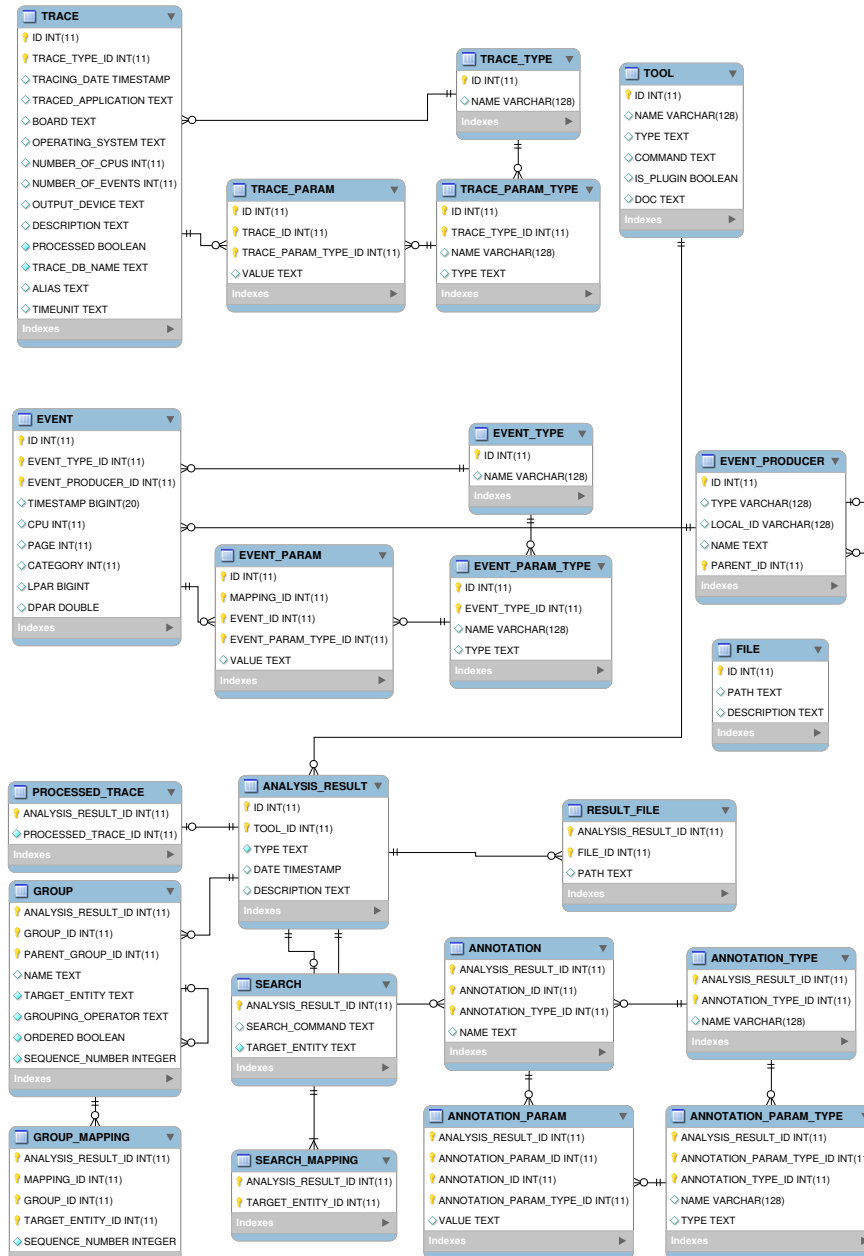 TRACE
ID INT(11)
TRACE_TYPE_ID INT(11)
TRACING_DATE TIMESTAMP
TRACED_APPLICATION TEXT
BOARD TEXT
OPERATING_SYSTEM TEXT
NUMBER_OF_CPUS INT(11)
NUMBER_OF_EVENTS INT(11)
OUTPUT_DEVICE TEXT
DESCRIPTION TEXT
PROCESSED BOOLEAN
TRACE_DB_NAME TEXT
ALIAS TEXT
TIMEUNIT TEXT
Indexes
TRACE_TYPE
ID INT(11)
NAME VARCHAR(128)
Indexes
TOOL
ID INT(11)
NAME VARCHAR(128)
TYPE TEXT
COMMAND TEXT
IS_PLUGIN BOOLEAN
DOC TEXT
Indexes
TRACE_PARAM
ID INT(11)
TRACE_ID INT(11)
TRACE_PARAM_TYPE_ID INT(11)
VALUE TEXT
Indexes
TRACE_PARAM_TYPE
ID INT(11)
TRACE_TYPE_ID INT(11)
NAME VARCHAR(128)
TYPE TEXT
Indexes
EVENT
ID INT(11)
EVENT_TYPE_ID INT(11)
EVENT_PRODUCER_ID INT(11)
TIMESTAMP BIGINT(20)
CPU INT(11)
PAGE INT(11)
CATEGORY INT(11)
LPAR BIGINT
DPAR DOUBLE
Indexes
EVENT_TYPE
ID INT(11)
NAME VARCHAR(128)
Indexes
EVENT_PRODUCER
ID INT(11)
TYPE VARCHAR(128)
LOCAL_ID VARCHAR(128)
NAME TEXT
PARENT_ID INT(11)
Indexes
EVENT_PARAM
ID INT(11)
MAPPING_ID INT(11)
EVENT_ID INT(11)
EVENT_PARAM_TYPE_ID INT(11)
VALUE TEXT
Indexes
EVENT_PARAM_TYPE
ID INT(11)
EVENT_TYPE_ID INT(11)
NAME VARCHAR(128)
TYPE TEXT
Indexes
FILE
ID INT(11)
PATH TEXT
DESCRIPTION TEXT
Indexes
PROCESSED_TRACE
ANALYSIS_RESULT_ID INT(11)
PROCESSED_TRACE_ID INT(11)
Indexes
ANALYSIS_RESULT
ID INT(11)
TOOL_ID INT(11)
TYPE TEXT
DATE TIMESTAMP
DESCRIPTION TEXT
Indexes
RESULT_FILE
ANALYSIS_RESULT_ID INT(11)
FILE_ID INT(11)
PATH TEXT
Indexes
GROUP
ANALYSIS_RESULT_ID INT(11)
GROUP_ID INT(11)
PARENT_GROUP_ID INT(11)
NAME TEXT
TARGET_ENTITY TEXT
GROUPING_OPERATOR TEXT
ORDERED BOOLEAN
SEQUENCE_NUMBER INTEGER
Indexes
SEARCH
ANALYSIS_RESULT_ID INT(11)
SEARCH_COMMAND TEXT
TARGET_ENTITY TEXT
Indexes
ANNOTATION
ANALYSIS_RESULT_ID INT(11)
ANNOTATION_ID INT(11)
ANNOTATION_TYPE_ID INT(11)
NAME TEXT
Indexes
ANNOTATION_TYPE
ANALYSIS_RESULT_ID INT(11)
ANNOTATION_TYPE_ID INT(11)
NAME VARCHAR(128)
Indexes
GROUP_MAPPING
ANALYSIS_RESULT_ID INT(11)
MAPPING_ID INT(11)
GROUP_ID INT(11)
TARGET_ENTITY_ID INT(11)
SEQUENCE_NUMBER INTEGER
SEARCH_MAPPING
ANALYSIS_RESULT_ID INT(11)
TARGET_ENTITY_ID INT(11)
Indexes
ANNOTATION_PARAM
ANALYSIS_RESULT_ID INT(11)
ANNOTATION_PARAM_ID INT(11)
ANNOTATION_ID INT(11)
ANNOTATION_PARAM_TYPE_ID INT(11)
VALUE TEXT
Indexes
ANNOTATION_PARAM_TYPE
ANALYSIS_RESULT_ID INT(11)
ANNOTATION_PARAM_TYPE_ID INT(11
ANNOTATION_TYPE_ID INT(11)
NAME VARCHAR(128)
TYPE TEXT
Indexes